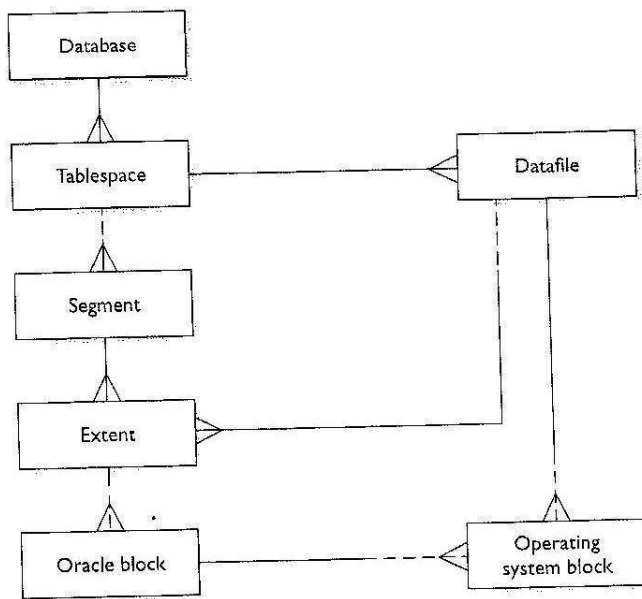 Database
Tablespace
Datafile
Segment
Extent
Oracle block
Operating
system block